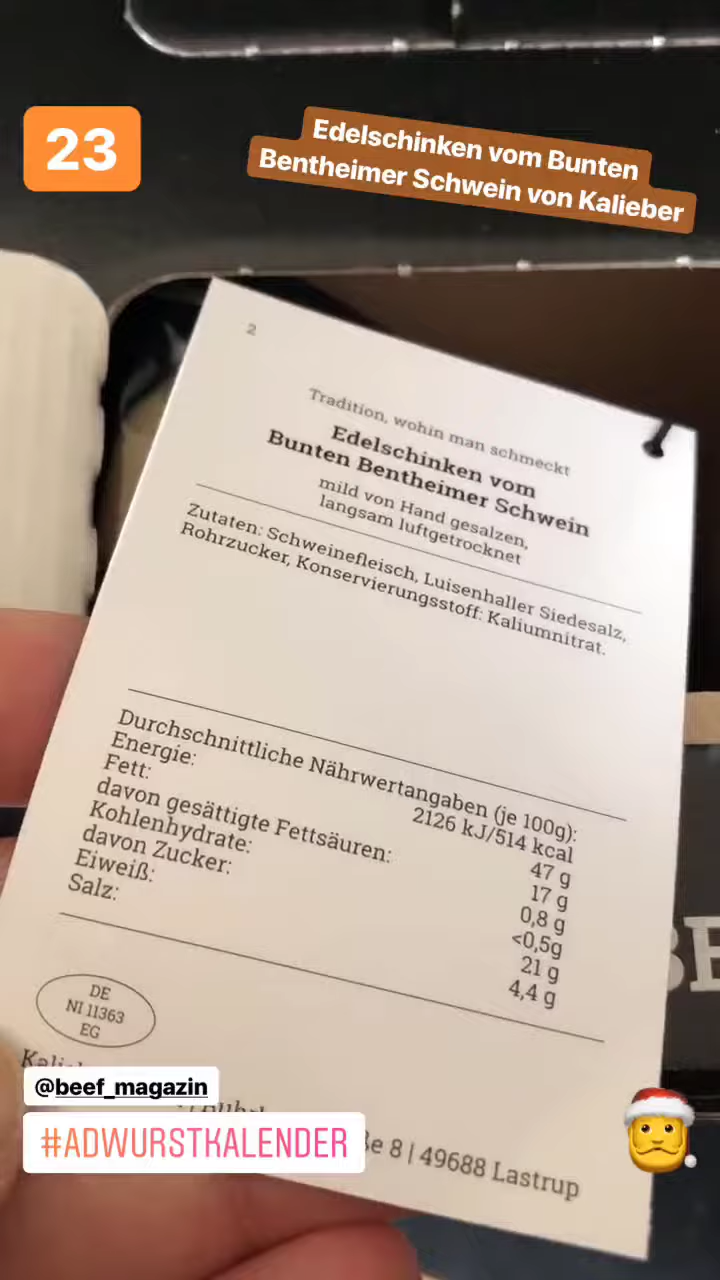 23
Edelschinken vom Bunten
Bentheimer Schwein von Kalieber
2
Tradition, wohin man schmeckt
Edelschinken vom
Bunten Bentheimer Schwein
mild von Hand gesalzen,
langsam luftgetrocknet
Zutaten: Schweinefleisch, Luisenhaller Siedesalz,
Rohrzucker, Konservierungsstoff: Kaliumnitrat.
Durchschnittliche Nährwertangaben (je 100g):
Energie: 2126 kJ/514 kcal
Fett: 47 g
davon gesättigte Fettsäuren: 17 g
Kohlenhydrate: 0,8 g
davon Zucker: <0,5g
Eiweiß: 21 g
Salz: 4,4 g
DE
NI 11363
EG
@beef_magazin
#ADWURSTKALENDER
8 | 49688 Lastrup